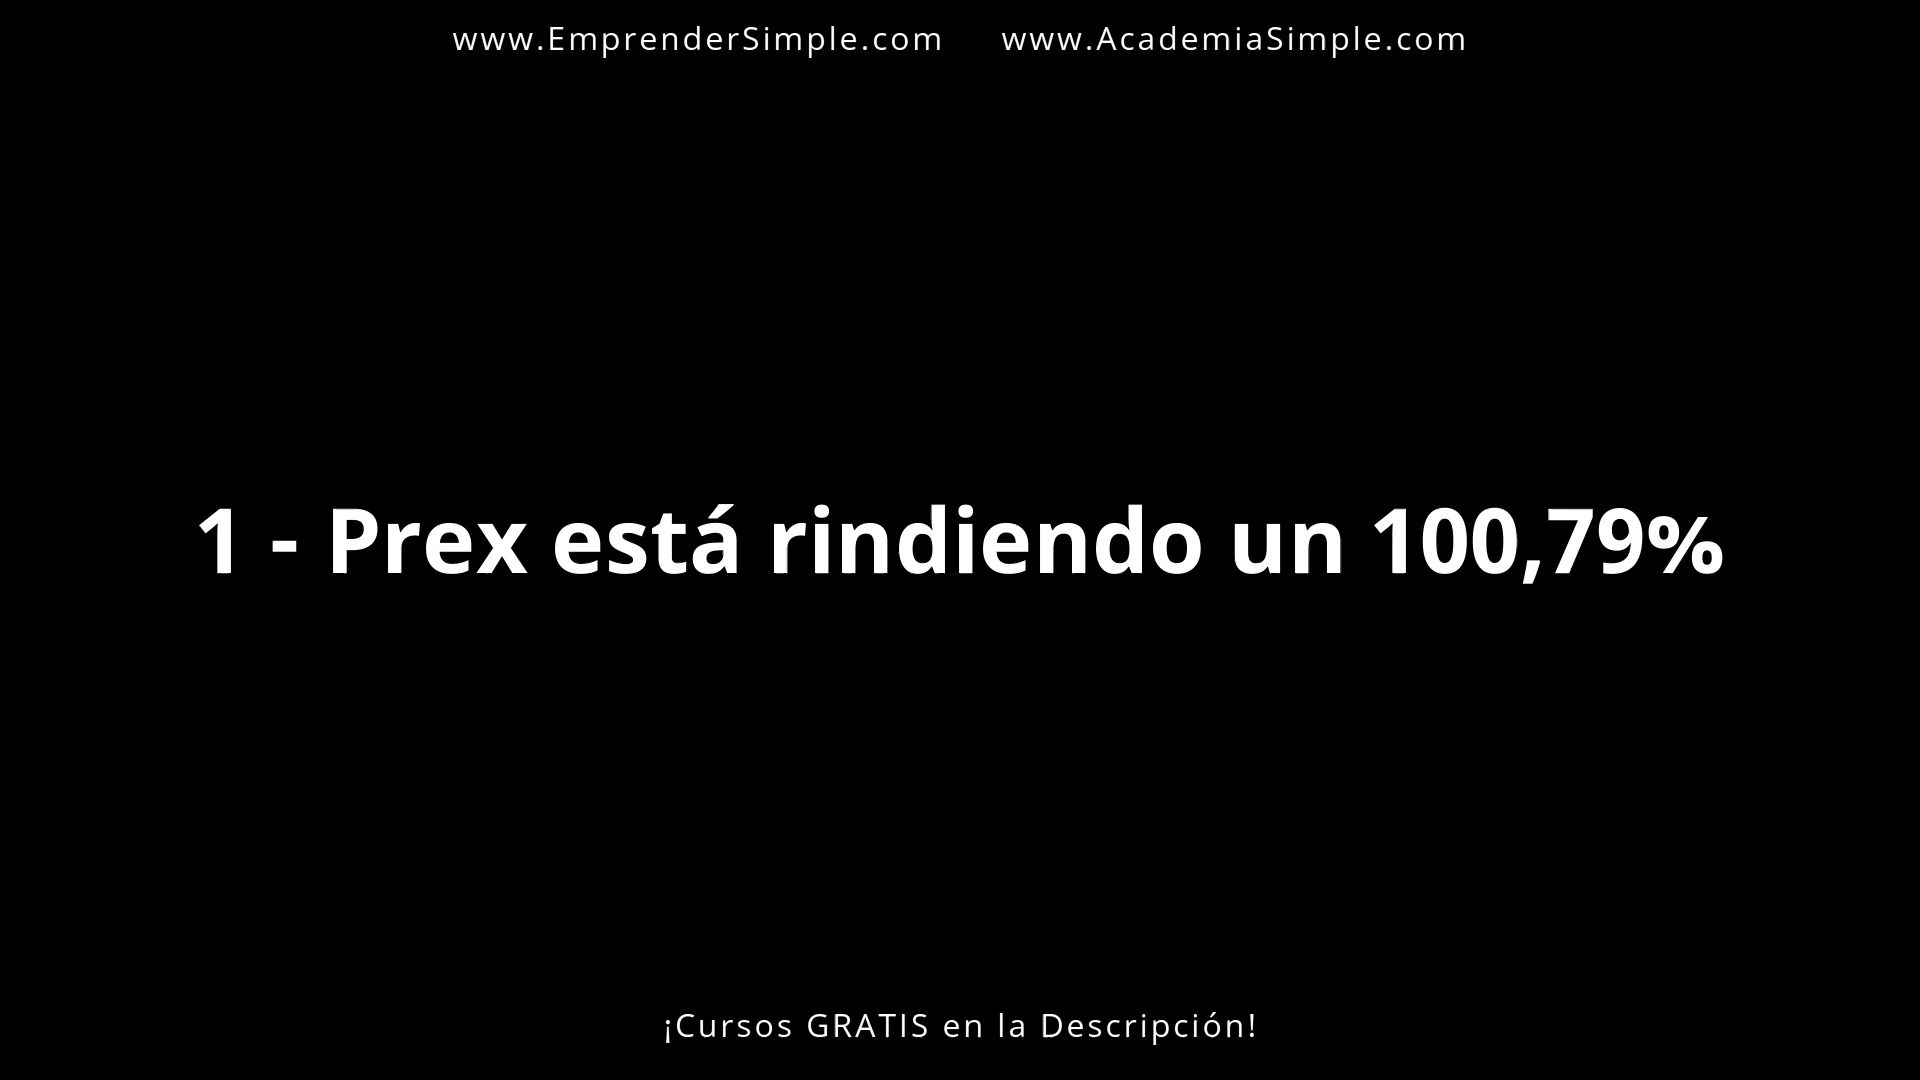 www.EmprenderSimple.com www.AcademiaSimple.com
1 - Prex está rindiendo un 100,79%
¡Cursos GRATIS en la Descripción!